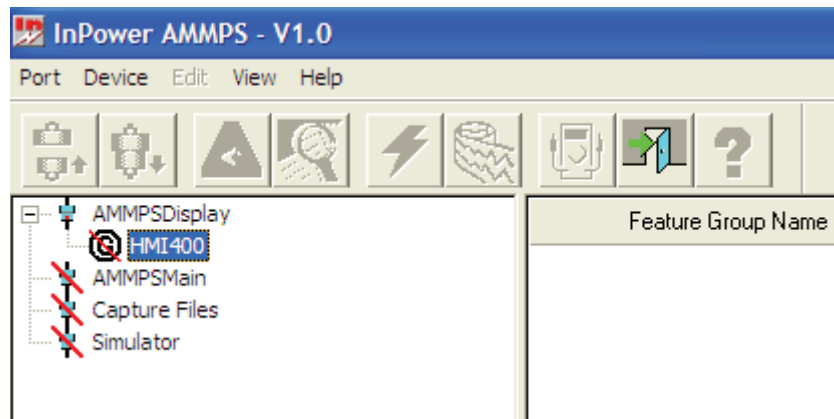 InPower AMMPS - V1.0
Port Device Edit View Help
AMMPSDisplay
HMI400
AMMPSMain
Capture Files
Simulator
Feature Group Name